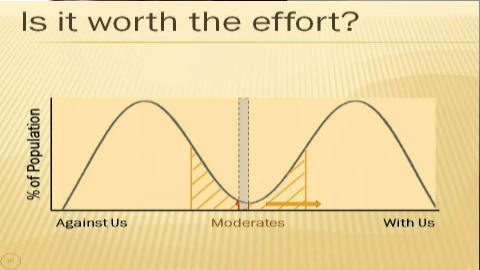 Is it worth the effort?
% of Population
Against Us
Moderates
With Us